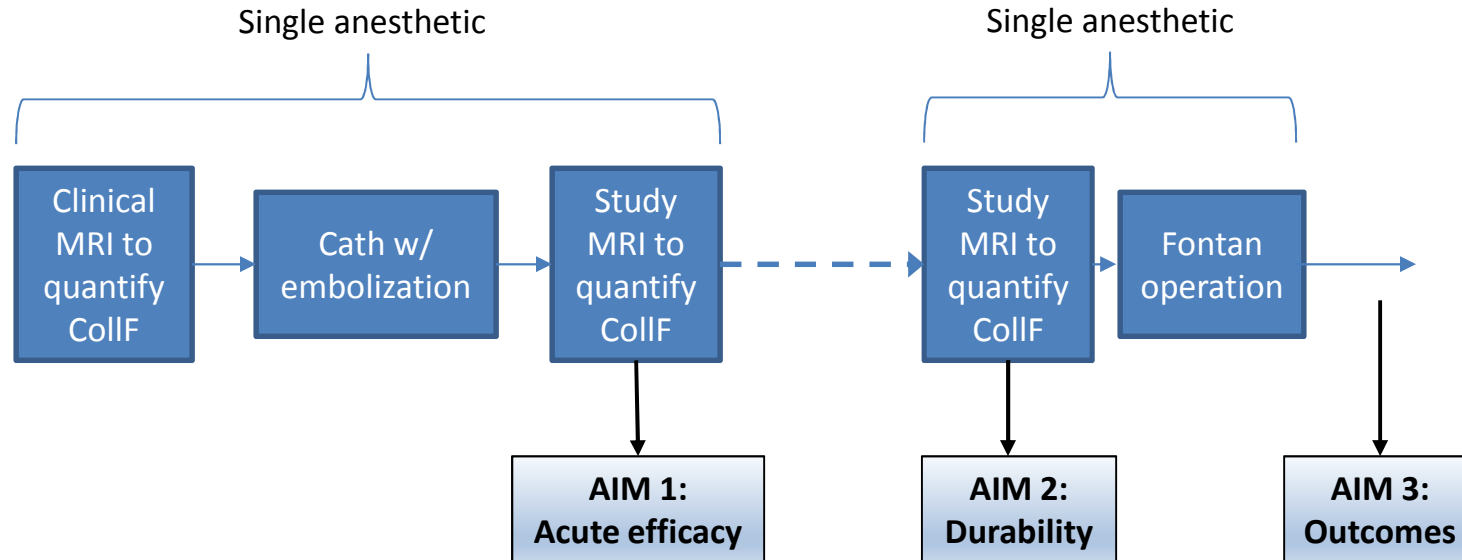 Single anesthetic
Single anesthetic
Clinical
MRI to
quantify
CollF
Cath w/
embolization
Study
MRI to
quantify
CollF
Study
MRI to
quantify
CollF
Fontan
operation
AIM 1:
Acute efficacy
AIM 2:
Durability
AIM 3:
Outcomes